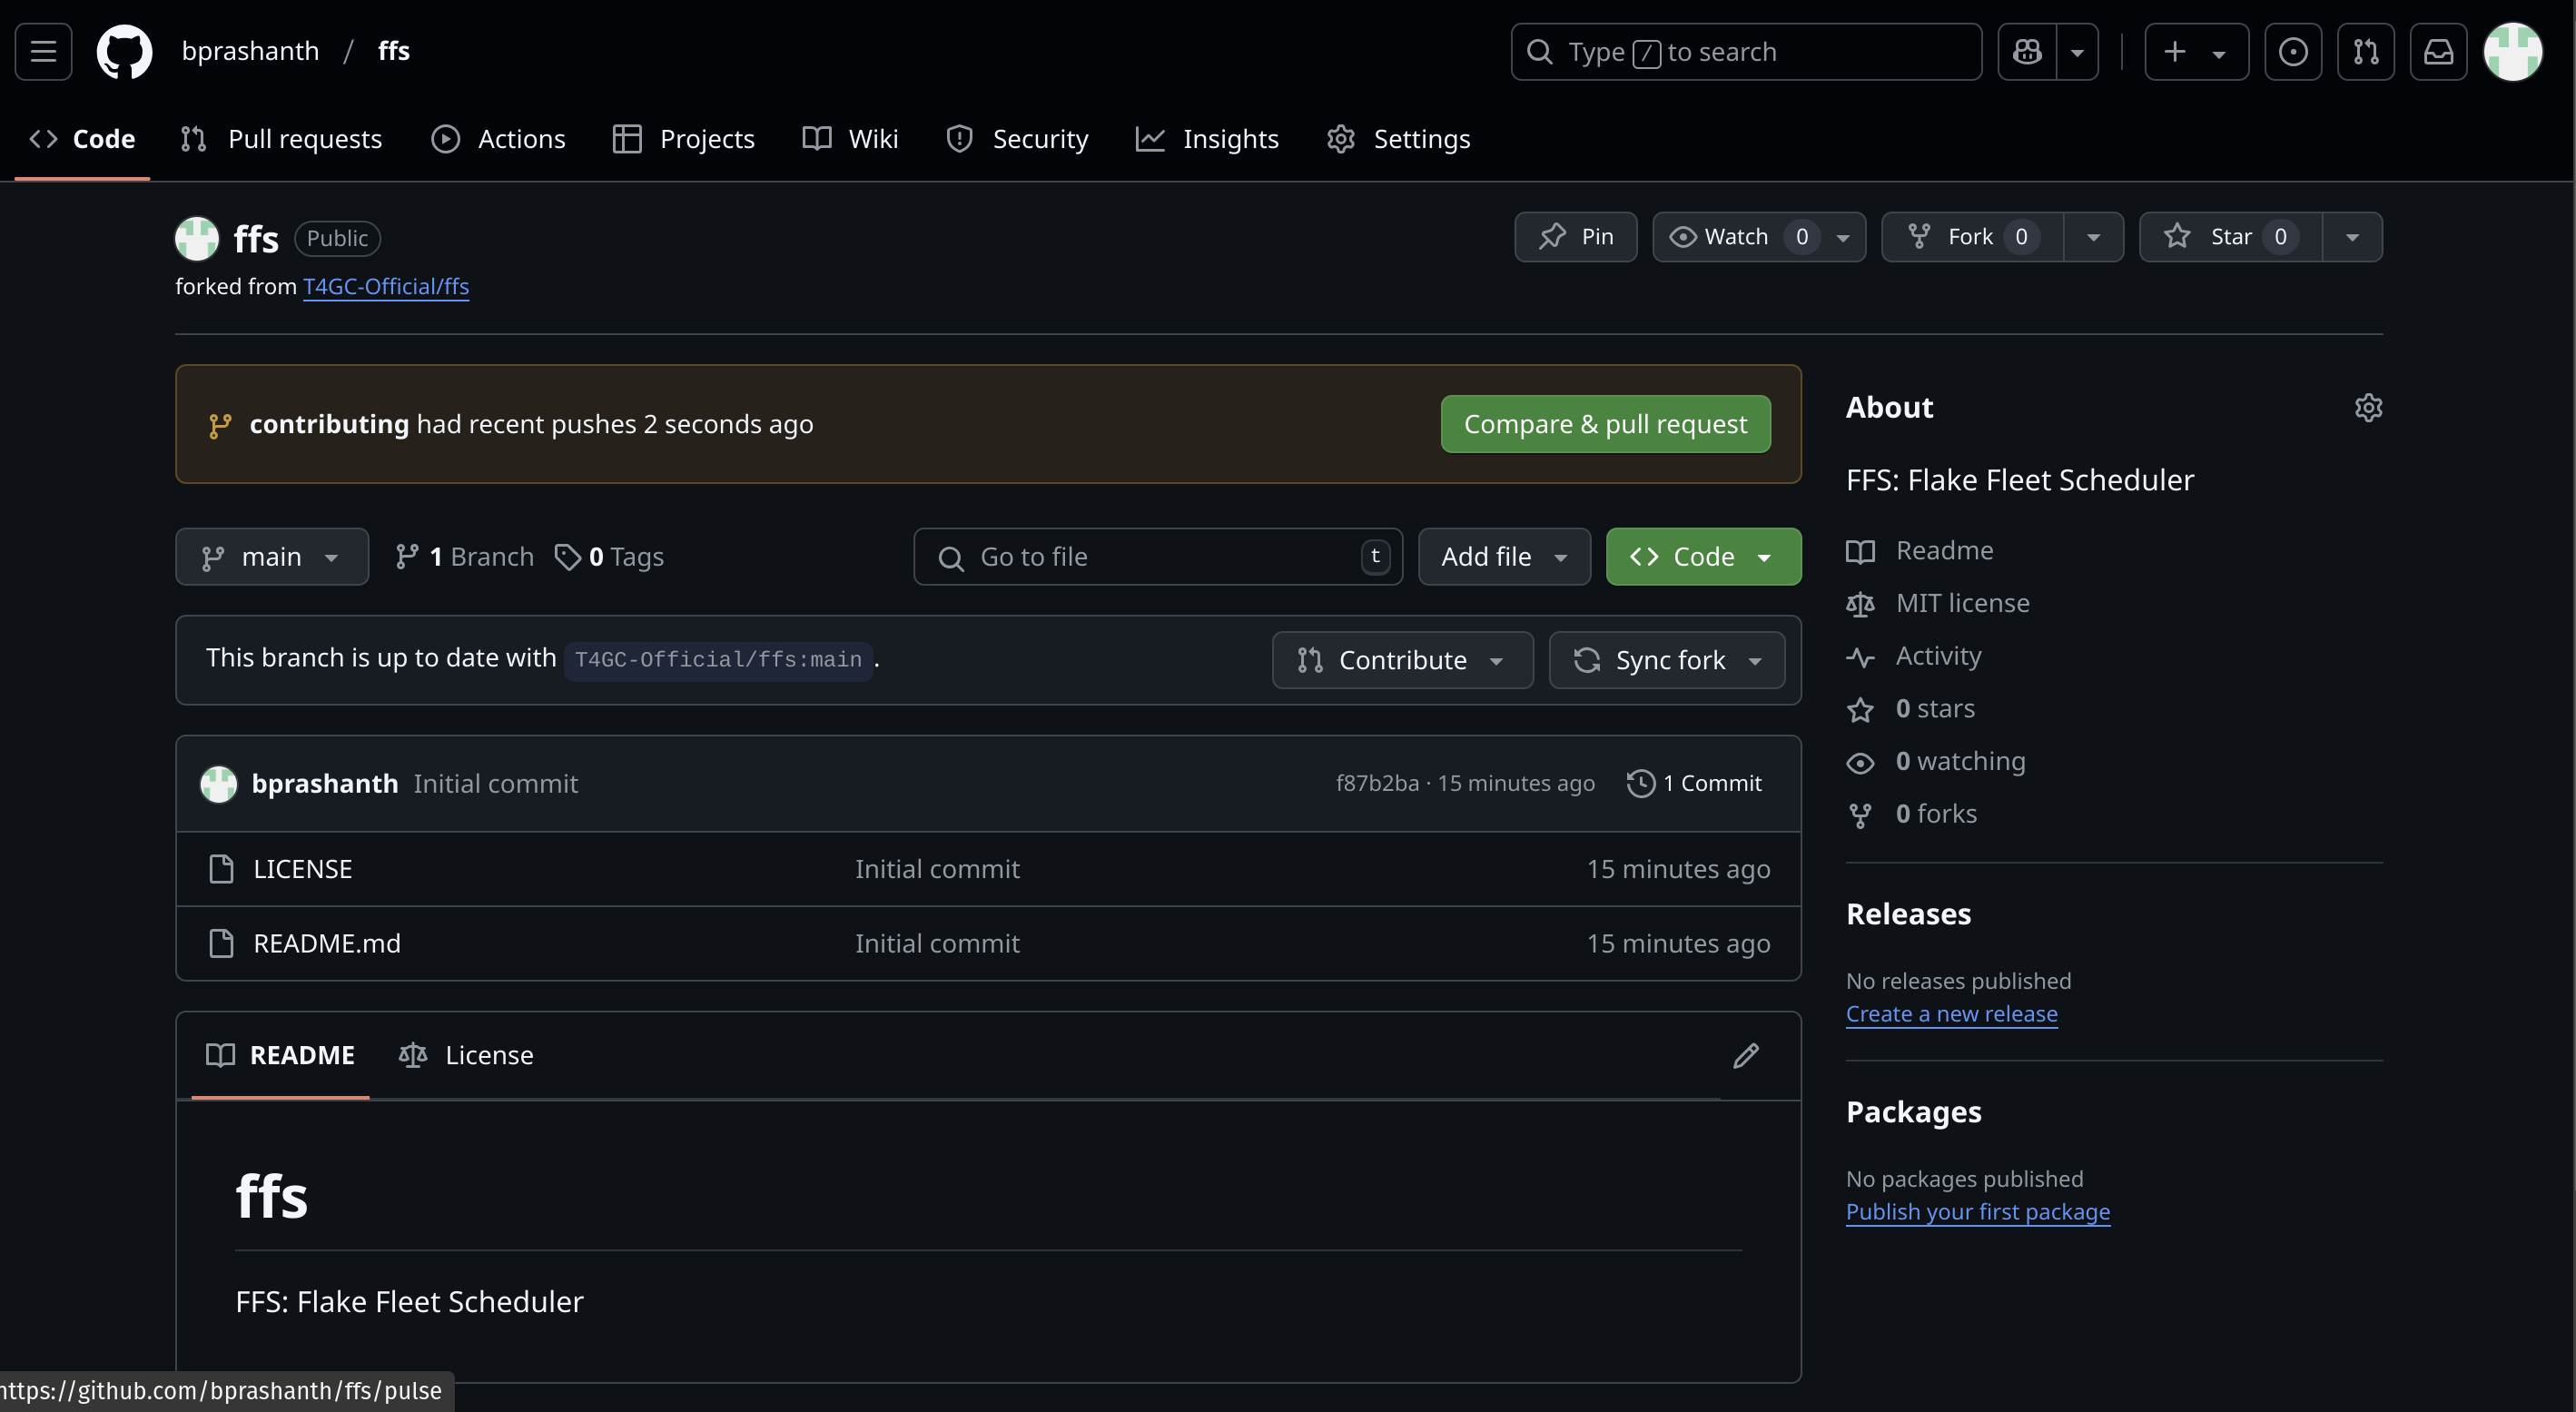 bprashanth / ffs
Type / to search
Code Pull requests Actions Projects Wiki Security Insights Settings
ffs Public
Pin Watch 0 Fork 0 Star 0
forked from T4GC-Official/ffs
contributing had recent pushes 2 seconds ago
Compare & pull request
main 1 Branch 0 Tags
Go to file t
Add file
Code
This branch is up to date with T4GC-Official/ffs:main.
Contribute Sync fork
bprashanth Initial commit f87b2ba · 15 minutes ago 1 Commit
LICENSE Initial commit 15 minutes ago
README.md Initial commit 15 minutes ago
README License
ffs
FFS: Flake Fleet Scheduler
About
FFS: Flake Fleet Scheduler
Readme
MIT license
Activity
0 stars
0 watching
0 forks
Releases
No releases published
Create a new release
Packages
No packages published
Publish your first package
https://github.com/bprashanth/ffs/pulse